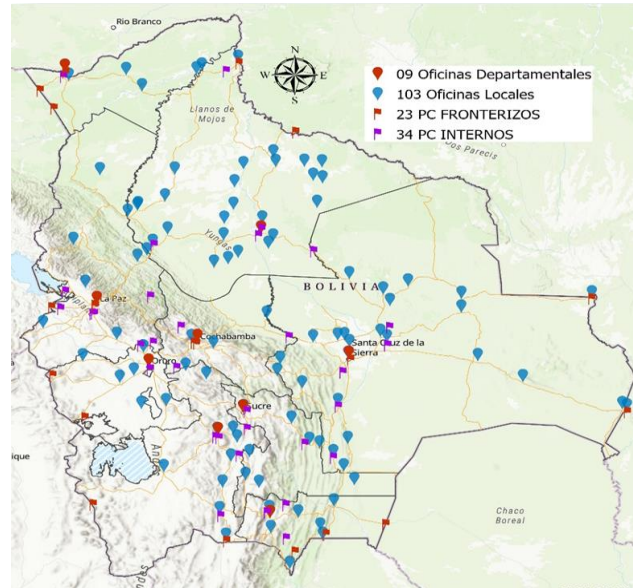 Rio Branco
N
W E
S
09 Oficinas Departamentales
103 Oficinas Locales
23 PC FRONTERIZOS
34 PC INTERNOS
Llanos de
Mojos
Dos Parecis
Yungas
BOLIVIA
La Paz
Cochabamba
Santa Cruz de la
Sierra
Oruro
Sucre
ique
Andes
Chaco
Boreal